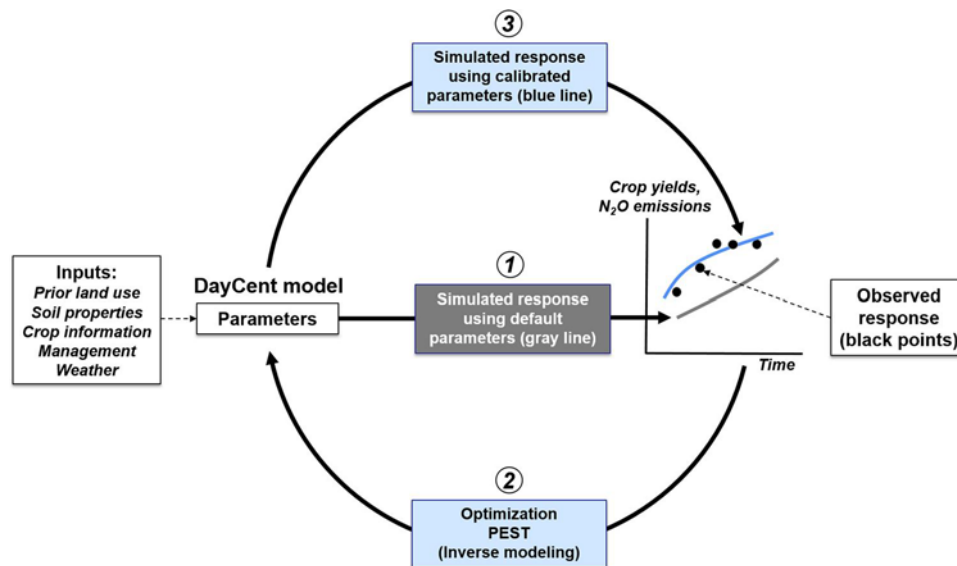 ③
Simulated response
using calibrated
parameters (blue line)
Crop yields,
N₂O emissions
Inputs:
Prior land use
Soil properties
Crop information
Management
Weather
DayCent model
Parameters
①
Simulated response
using default
parameters (gray line)
Observed
response
(black points)
Time
②
Optimization
PEST
(Inverse modeling)